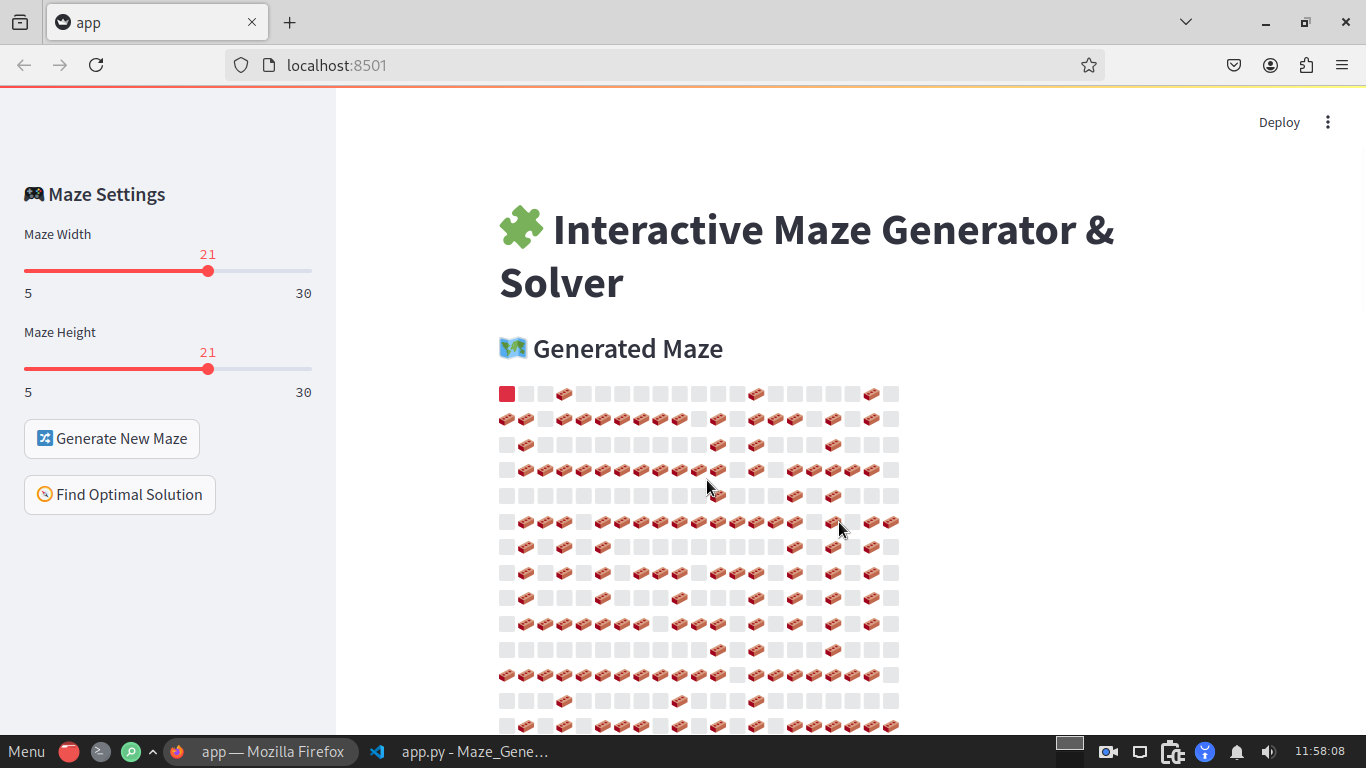 app
localhost:8501
Deploy
Maze Settings
Maze Width
21
5 30
Maze Height
21
5 30
Generate New Maze
Find Optimal Solution
Interactive Maze Generator &
Solver
Generated Maze
Menu
app — Mozilla Firefox
app.py - Maze_Gene...
11:58:08